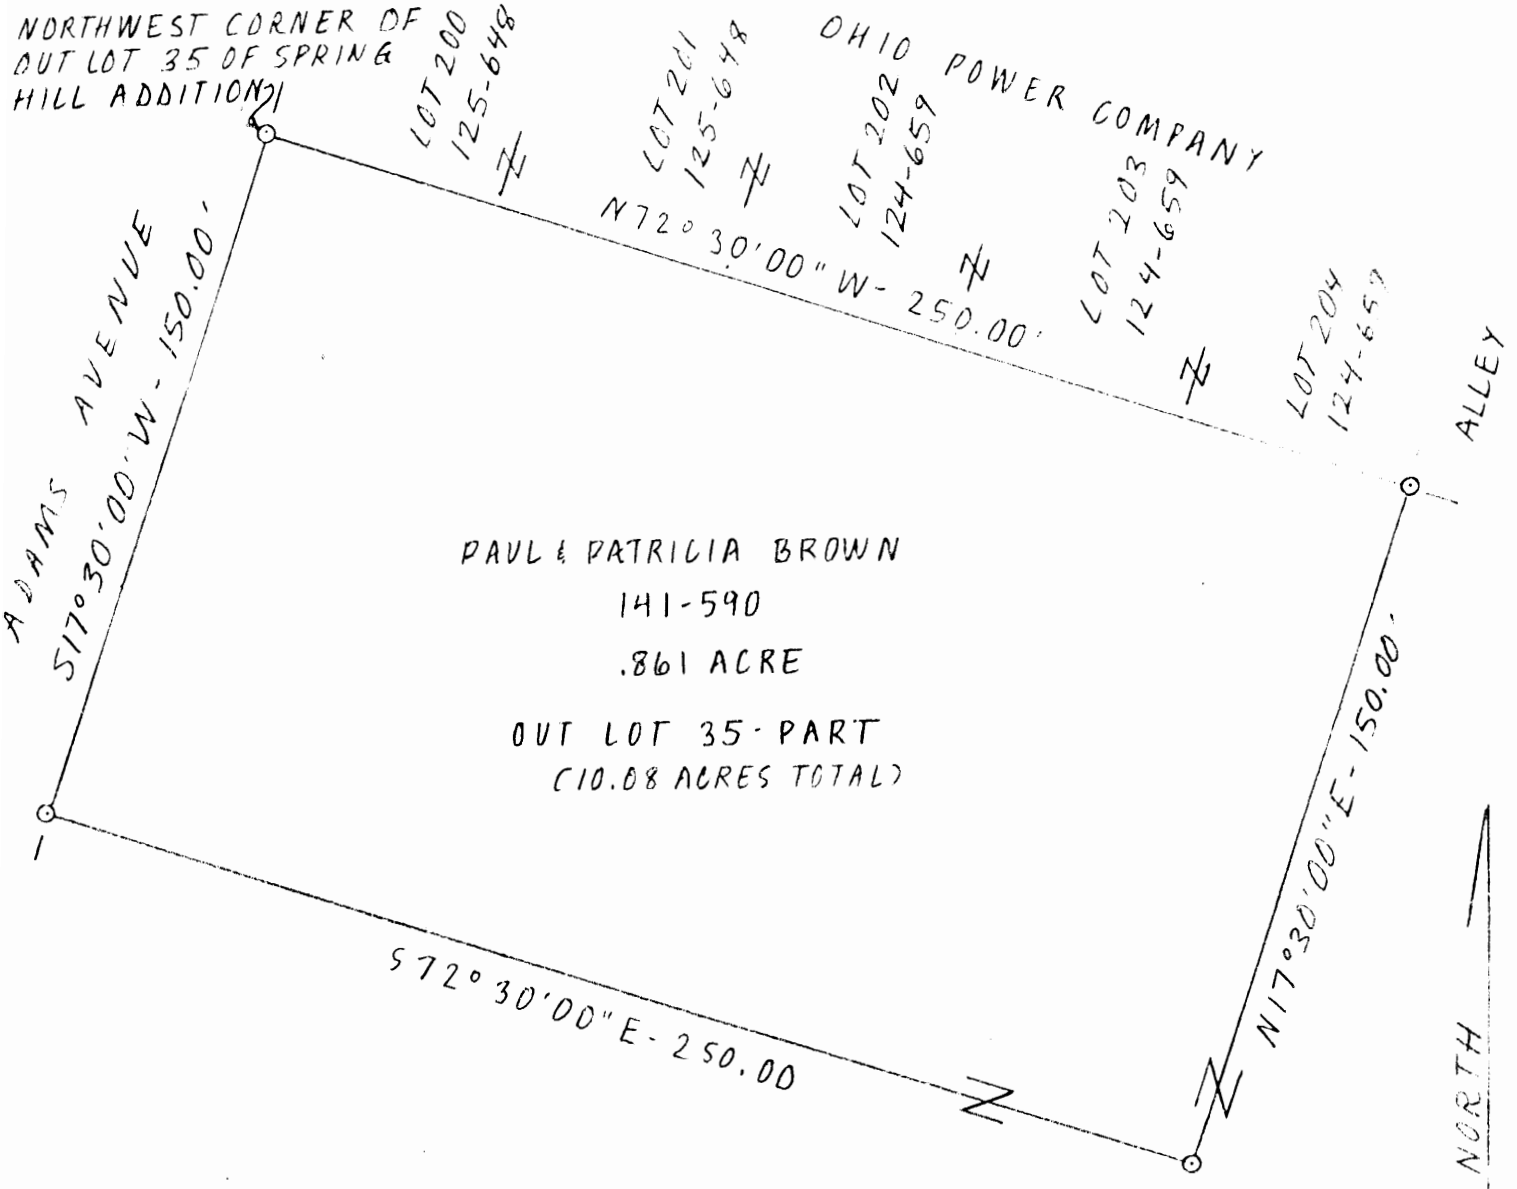 NORTHWEST CORNER OF
OUT LOT 35 OF SPRING
HILL ADDITION
LOT 200
125-648
LOT 201
125-648
LOT 202
124-659
OHIO POWER COMPANY
LOT 203
124-659
LOT 204
124-659
ALLEY
N72°30'00"W- 250.00'
ADAMS AVENUE
S17°30'00"W- 150.00'
PAUL & PATRICIA BROWN
141-590
.861 ACRE
OUT LOT 35-PART
(10.08 ACRES TOTAL)
N17°30'00"E- 150.00'
S72°30'00"E- 250.00
NORTH